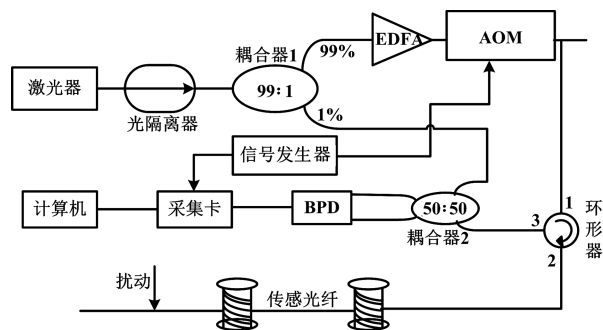 EDFA
AOM
耦合器1
99%
激光器
99:1
光隔离器
1%
信号发生器
计算机
采集卡
BPD
50:50
耦合器2
1
3
2
环形器
扰动
传感光纤